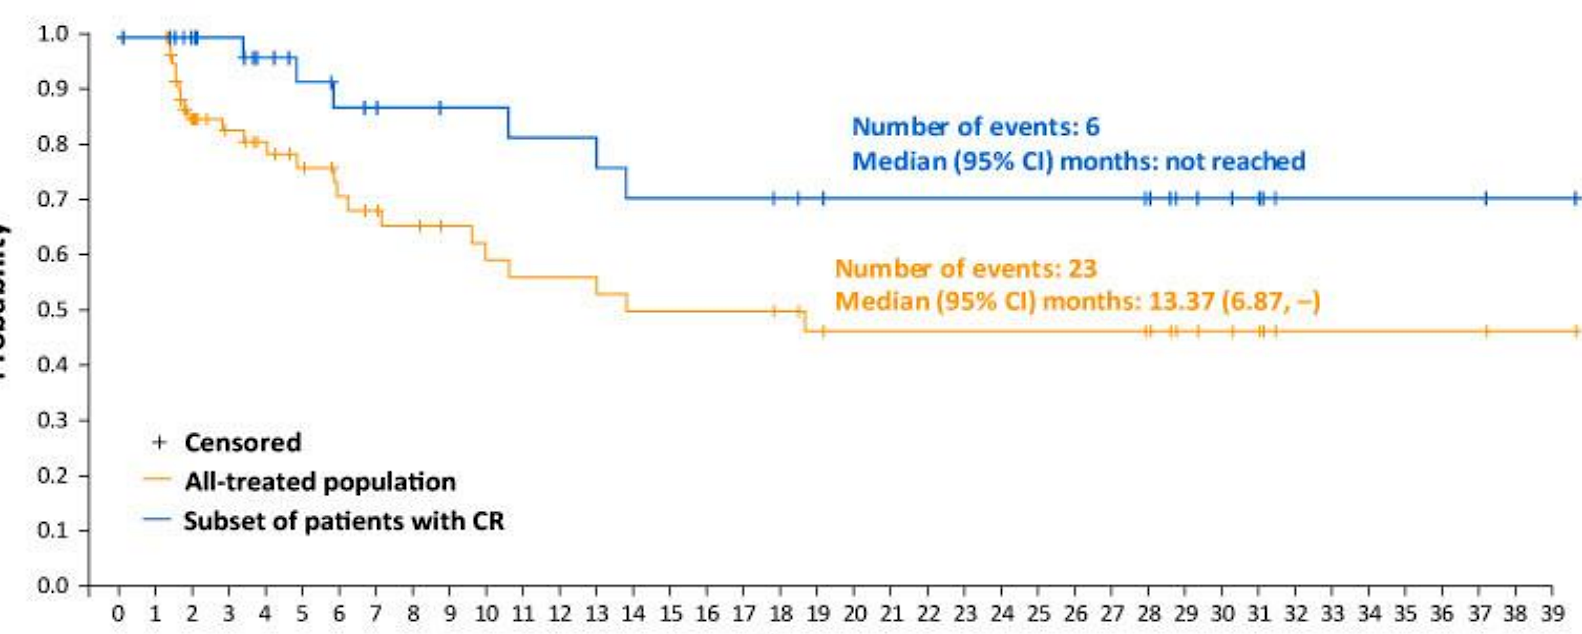 1.0
0.9
0.8
0.7
0.6
0.5
0.4
0.3
0.2
0.1
0.0
Number of events: 6
Median (95% CI) months: not reached
Number of events: 23
Median (95% CI) months: 13.37 (6.87, –)
+ Censored
All-treated population
Subset of patients with CR
0 1 2 3 4 5 6 7 8 9 10 11 12 13 14 15 16 17 18 19 20 21 22 23 24 25 26 27 28 29 30 31 32 33 34 35 36 37 38 39